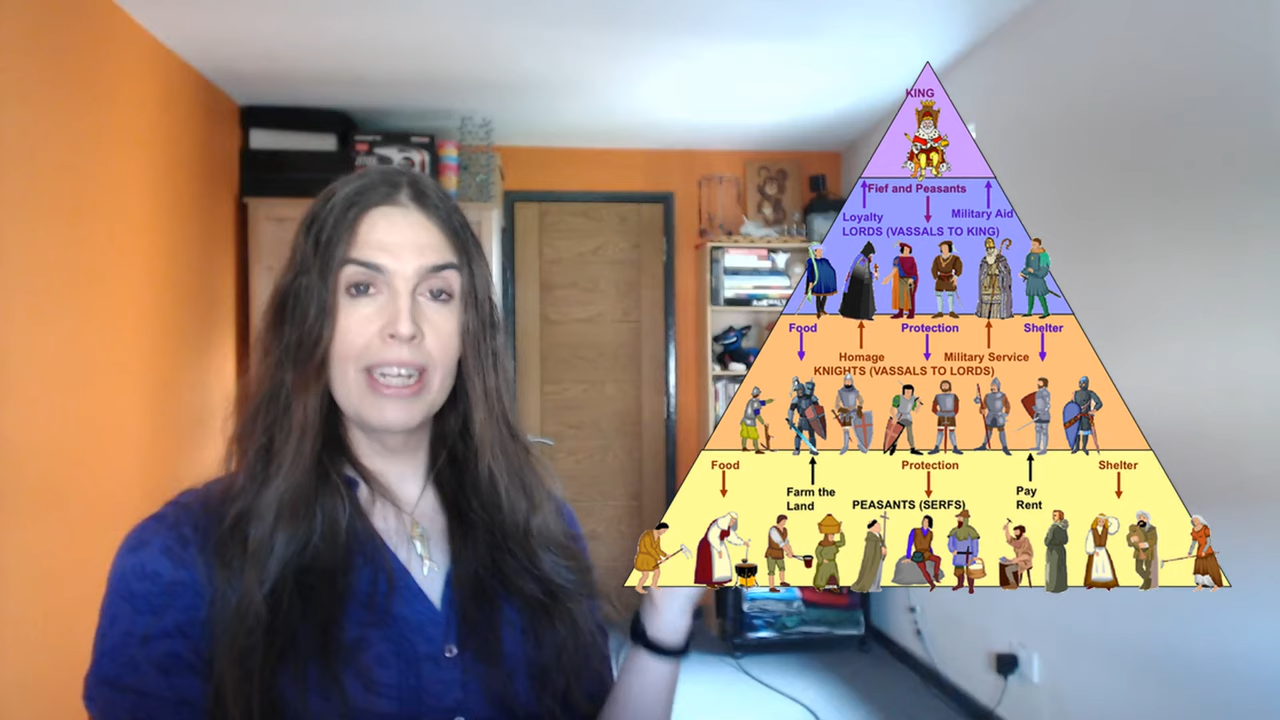 KING
Fief and Peasants
Loyalty
Military Aid
LORDS (VASSALS TO KING)
Food
Protection
Shelter
Homage
Military Service
KNIGHTS (VASSALS TO LORDS)
Food
Protection
Shelter
Farm the
Land
PEASANTS (SERFS)
Pay
Rent